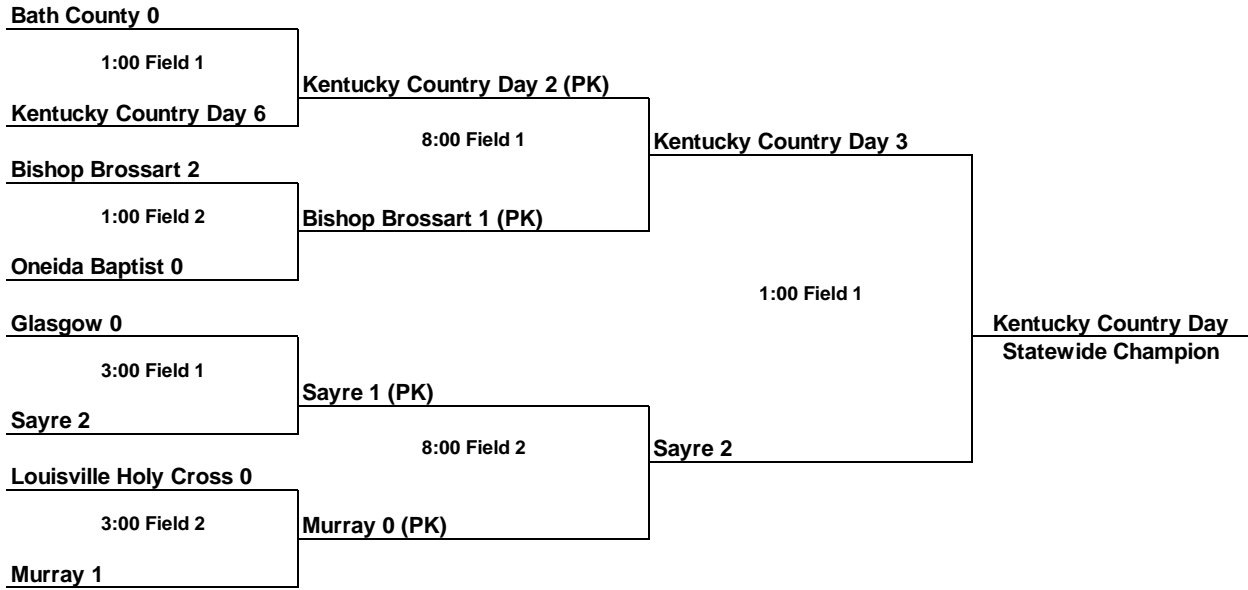 Bath County 0
1:00 Field 1
Kentucky Country Day 2 (PK)
Kentucky Country Day 6
8:00 Field 1
Kentucky Country Day 3
Bishop Brossart 2
1:00 Field 2
Bishop Brossart 1 (PK)
Oneida Baptist 0
1:00 Field 1
Glasgow 0
Kentucky Country Day
Statewide Champion
3:00 Field 1
Sayre 1 (PK)
Sayre 2
8:00 Field 2
Sayre 2
Louisville Holy Cross 0
3:00 Field 2
Murray 0 (PK)
Murray 1